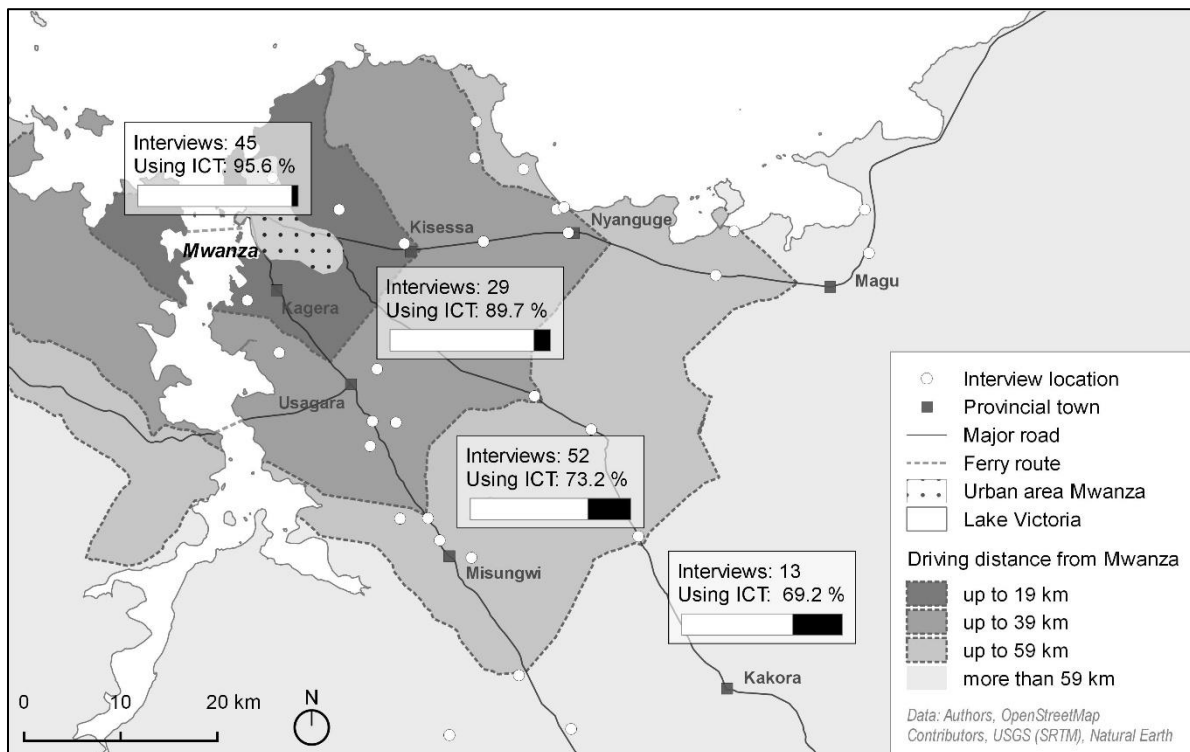 Interviews: 45
Using ICT: 95.6 %
Mwanza
Kisessa
Nyanguge
Magu
Kagera
Interviews: 29
Using ICT: 89.7 %
Usagara
Interviews: 52
Using ICT: 73.2 %
Misungwi
Interviews: 13
Using ICT: 69.2 %
Kakora
0 10 20 km
N
Interview location
Provincial town
Major road
Ferry route
Urban area Mwanza
Lake Victoria
Driving distance from Mwanza
up to 19 km
up to 39 km
up to 59 km
more than 59 km
Data: Authors, OpenStreetMap
Contributors, USGS (SRTM), Natural Earth